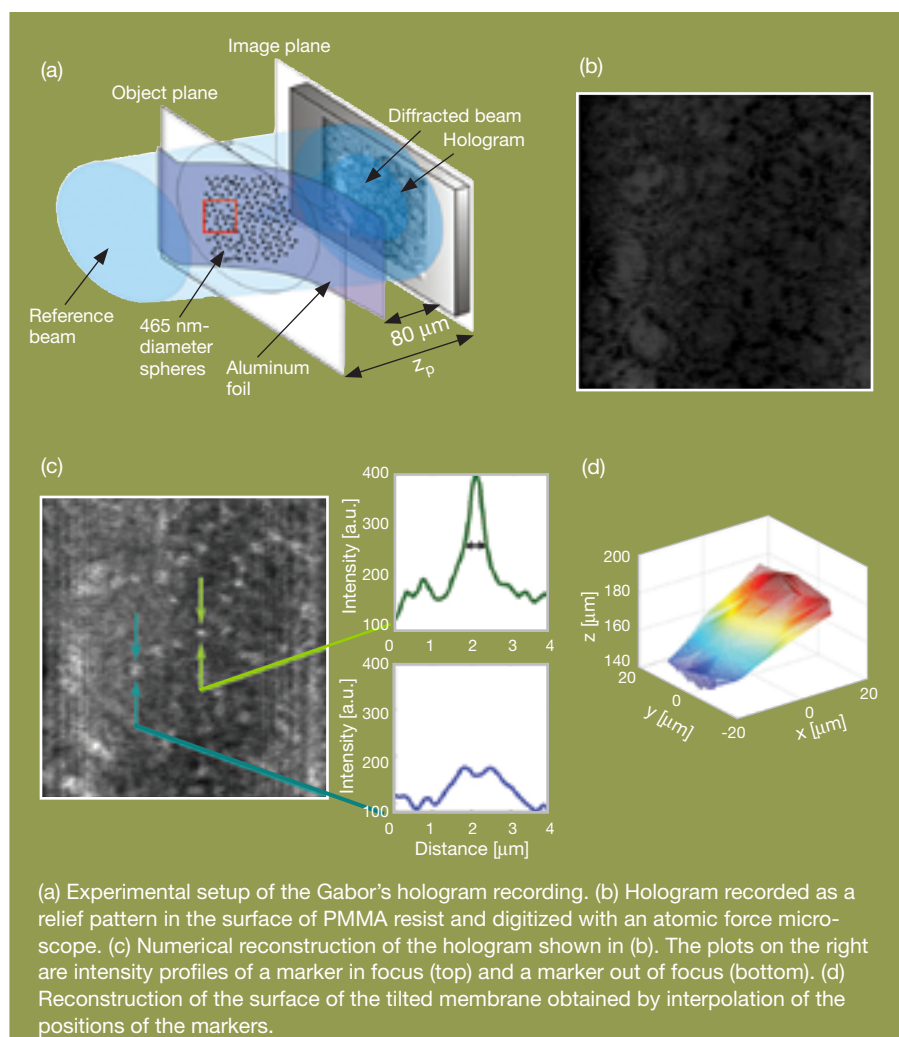 (a)
Image plane
Object plane
Diffracted beam
Hologram
Reference
beam
465 nm-
diameter
spheres
Aluminum
foil
80 μm
zp
(b)
(c)
400
300
200
100
Intensity [a.u.]
0 1 2 3 4
400
300
200
100
Intensity [a.u.]
0 1 2 3 4
Distance [μm]
(d)
200
180
160
140
z [μm]
20
0
-20
y [μm]
0
20
x [μm]
(a) Experimental setup of the Gabor's hologram recording. (b) Hologram recorded as a
relief pattern in the surface of PMMA resist and digitized with an atomic force micro-
scope. (c) Numerical reconstruction of the hologram shown in (b). The plots on the right
are intensity profiles of a marker in focus (top) and a marker out of focus (bottom). (d)
Reconstruction of the surface of the tilted membrane obtained by interpolation of the
positions of the markers.